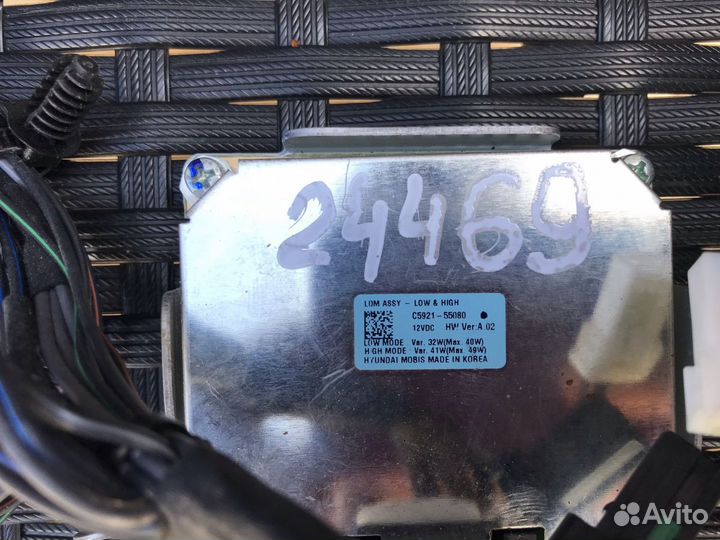 24469
LDM ASSY - LOW & HIGH
C5921-55080
12VDC HW Ver:A.02
LOW MODE Var. 32W(Max. 40W)
HIGH MODE Var. 41W(Max. 49W)
HYUNDAI MOBIS MADE IN KOREA
Avito